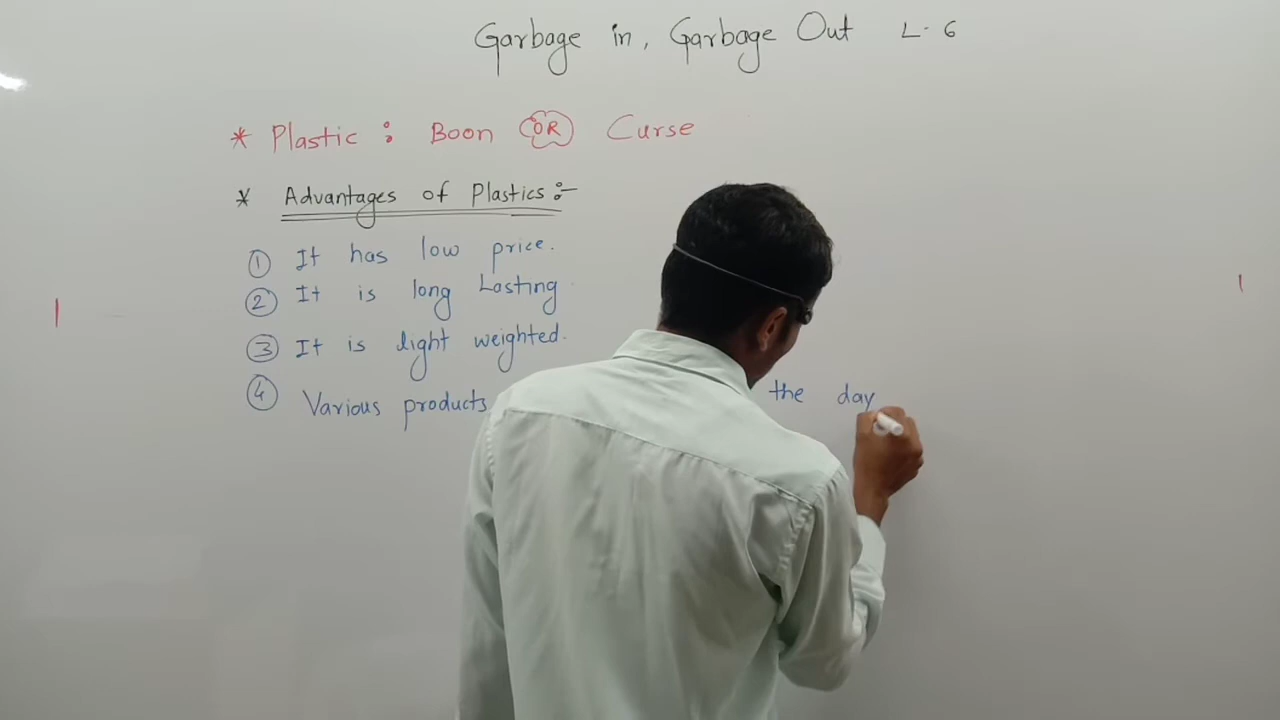 Garbage in, Garbage Out L-6
* Plastic : Boon OR Curse
* Advantages of Plastics :-
① It has low price.
② It is long Lasting
③ It is light weighted.
④ Various products the day